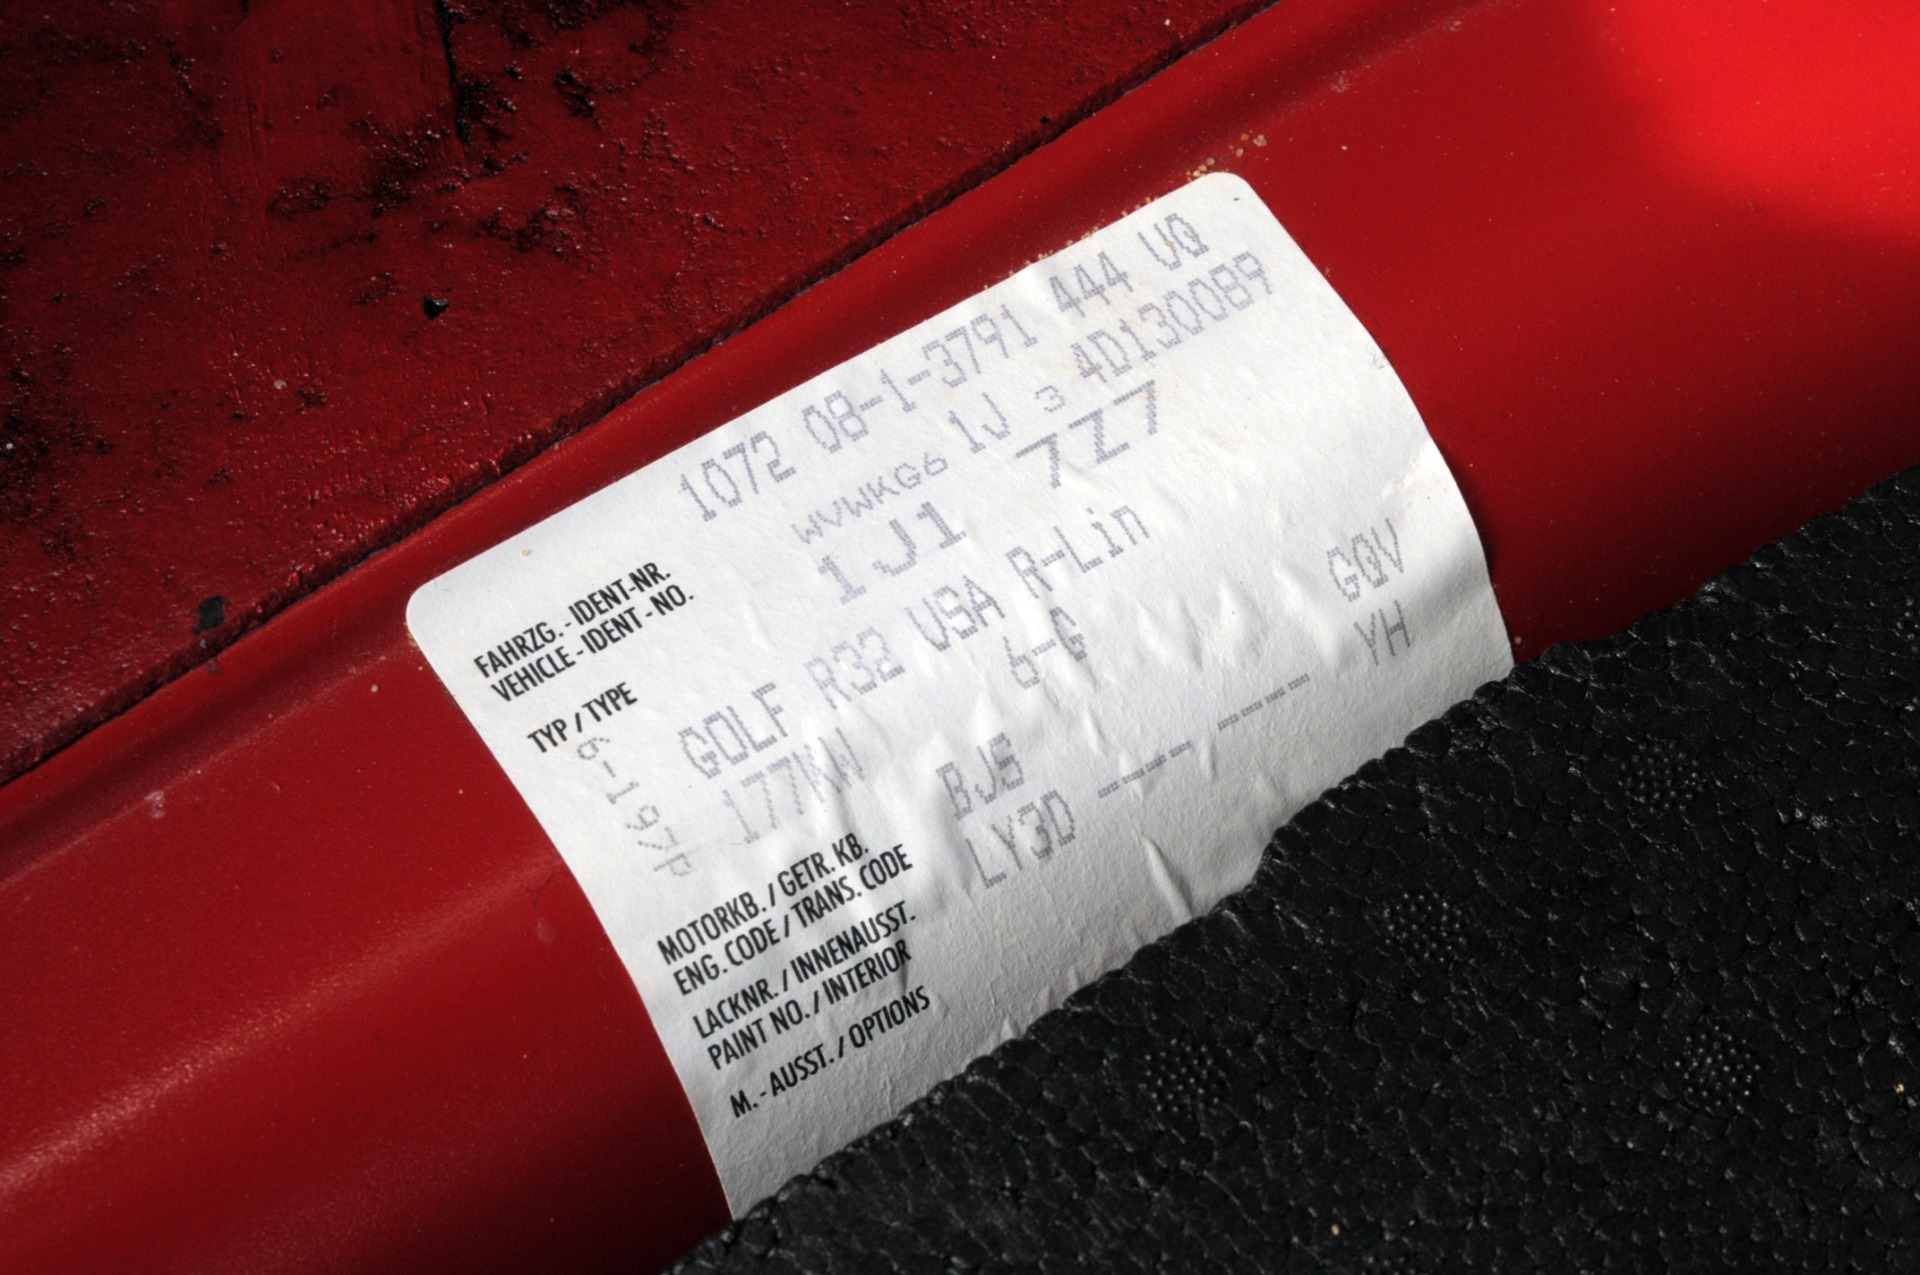 1072 08-1-3791 444 UQ
FAHRZG.-IDENT-NR.
VEHICLE-IDENT-NO.
WVWKG6 1J 3 4D130089
TYP / TYPE
1J1 7Z7
GOLF R32 USA R-Lin
177KW 6-G
MOTORKB. / GETR. KB.
ENG. CODE / TRANS. CODE
BJS GQV
LACKNR. / INNENAUSST.
PAINT NO. / INTERIOR
LY3D ---- ---- YH
M.-AUSST. / OPTIONS